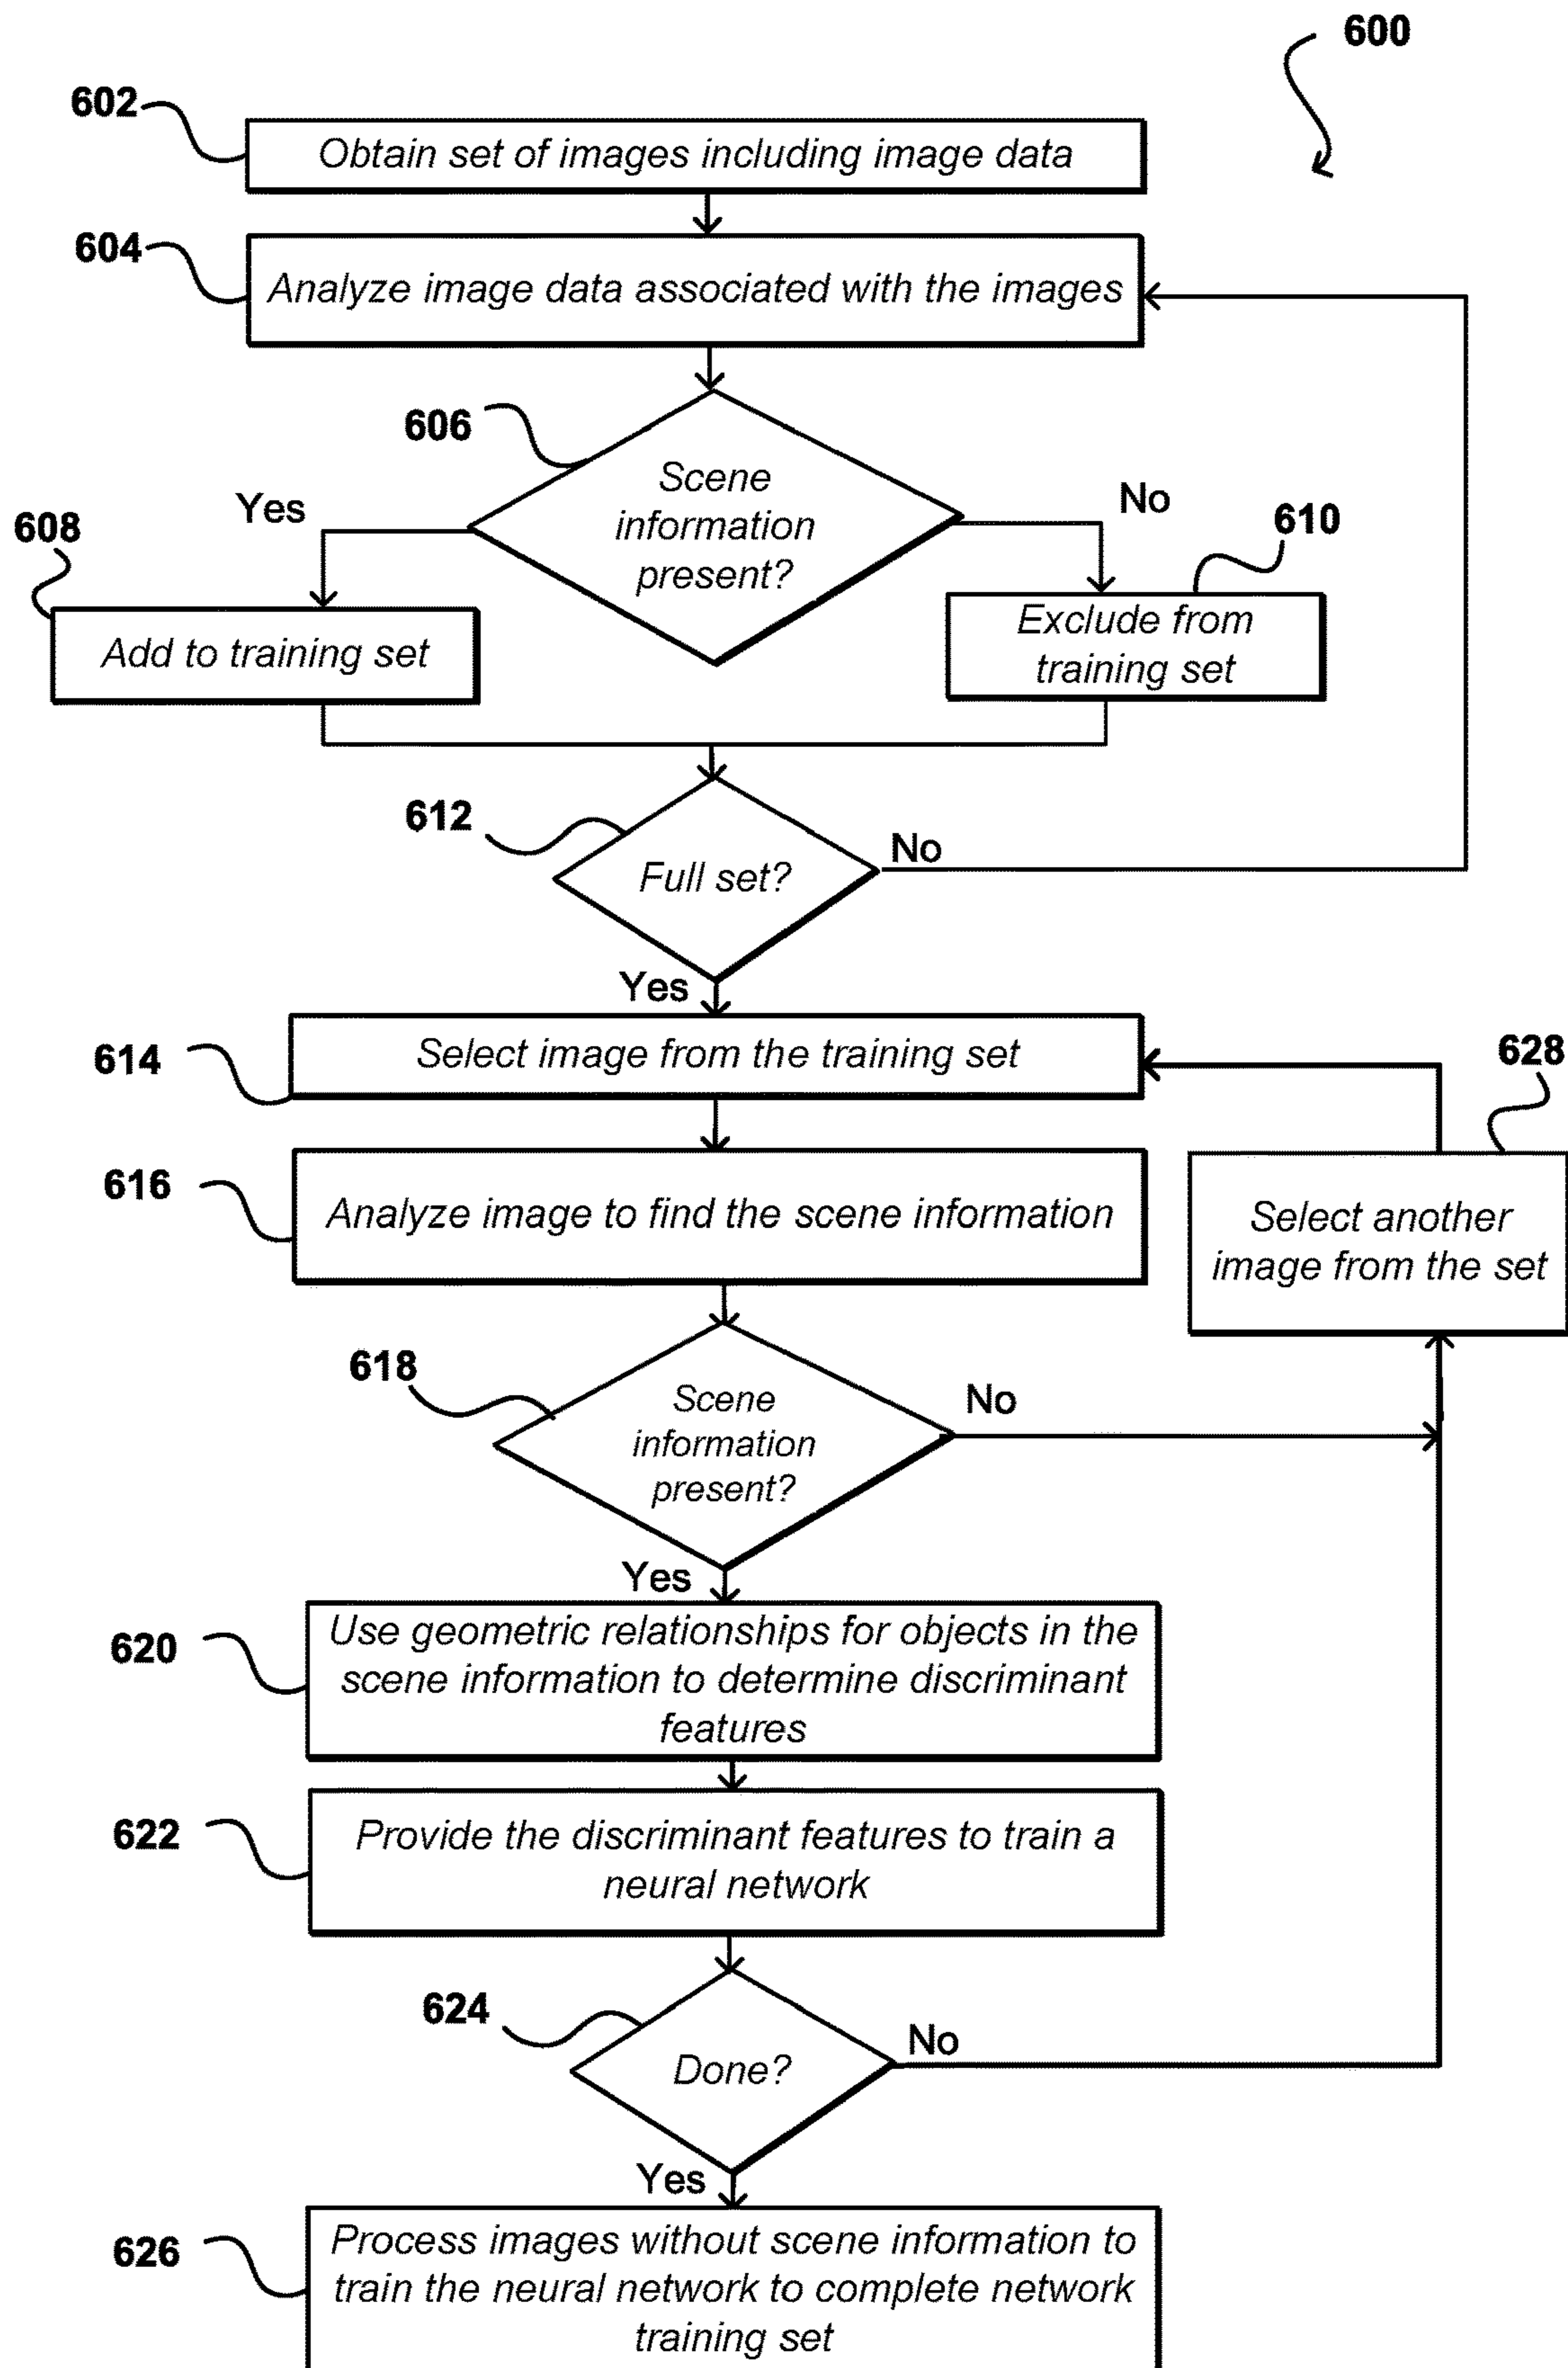 600
602
Obtain set of images including image data
604
Analyze image data associated with the images
606
Scene
information
present?
Yes
No
608
610
Add to training set
Exclude from
training set
612
Full set?
No
Yes
614
Select image from the training set
628
616
Analyze image to find the scene information
Select another
image from the set
618
Scene
information
present?
No
Yes
620
Use geometric relationships for objects in the
scene information to determine discriminant
features
622
Provide the discriminant features to train a
neural network
624
Done?
No
Yes
626
Process images without scene information to
train the neural network to complete network
training set